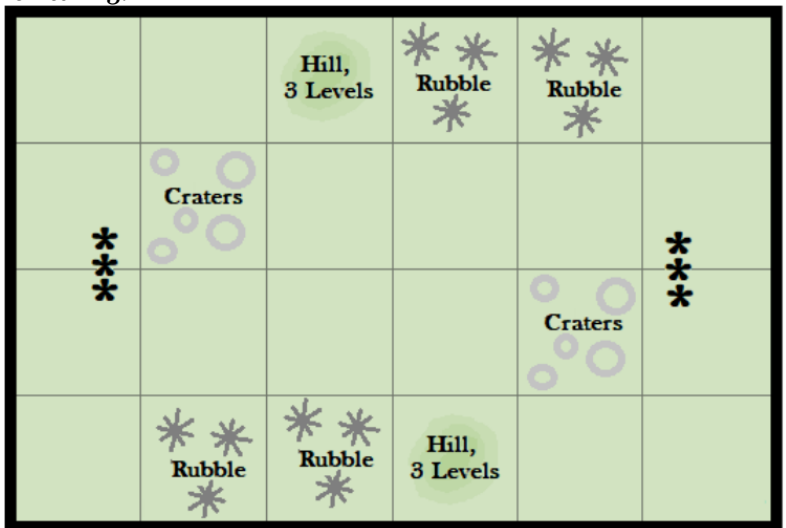 Hill,
3 Levels
Rubble
Rubble
Craters
* *
* *
* *
Craters
Rubble
Rubble
Hill,
3 Levels